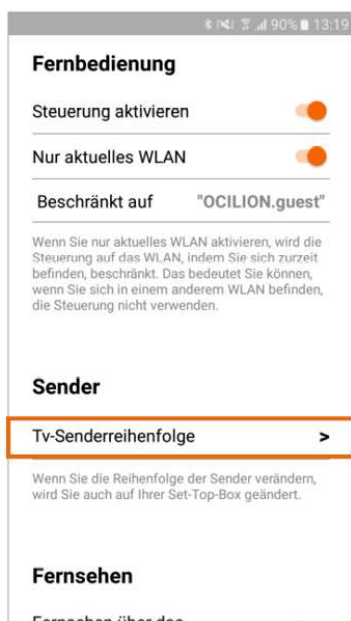 90% 13:19
Fernbedienung
Steuerung aktivieren
Nur aktuelles WLAN
Beschränkt auf "OCILION.guest"
Wenn Sie nur aktuelles WLAN aktivieren, wird die
Steuerung auf das WLAN, indem Sie sich zurzeit
befinden, beschränkt. Das bedeutet Sie können,
wenn Sie sich in einem anderem WLAN befinden,
die Steuerung nicht verwenden.
Sender
Tv-Senderreihenfolge >
Wenn Sie die Reihenfolge der Sender verändern,
wird Sie auch auf Ihrer Set-Top-Box geändert.
Fernsehen
Fernsehen über das